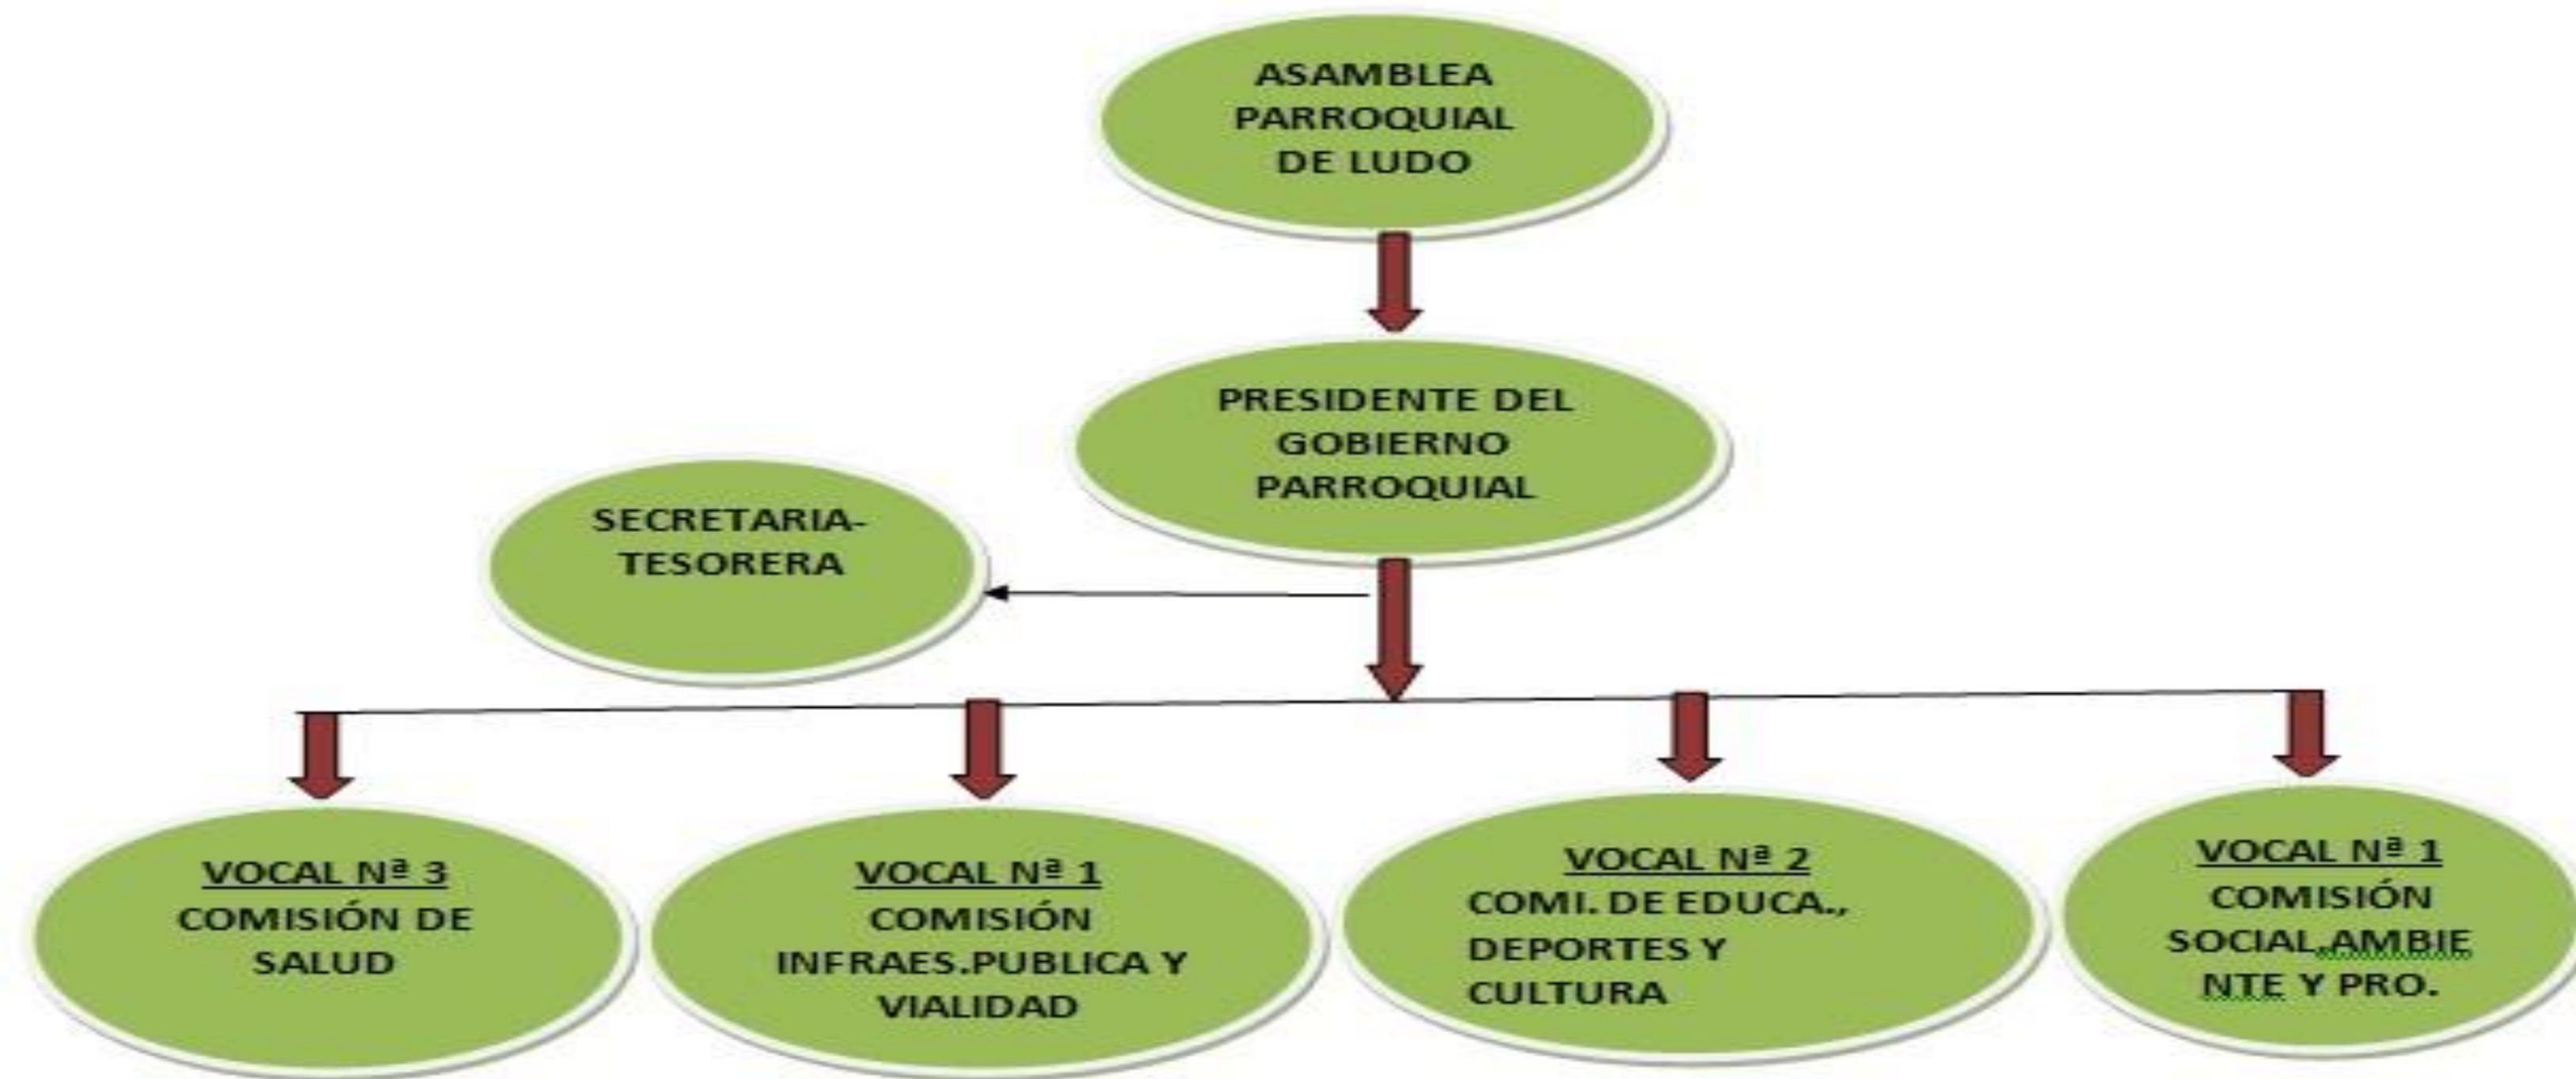 ASAMBLEA
PARROQUIAL
DE LUDO
PRESIDENTE DEL
GOBIERNO
PARROQUIAL
SECRETARIA-
TESORERA
VOCAL Nª 3
COMISIÓN DE
SALUD
VOCAL Nª 1
COMISIÓN
INFRAES.PUBLICA Y
VIALIDAD
VOCAL Nª 2
COMI. DE EDUCA.,
DEPORTES Y
CULTURA
VOCAL Nª 1
COMISIÓN
SOCIAL,AMBIE
NTE Y PRO.